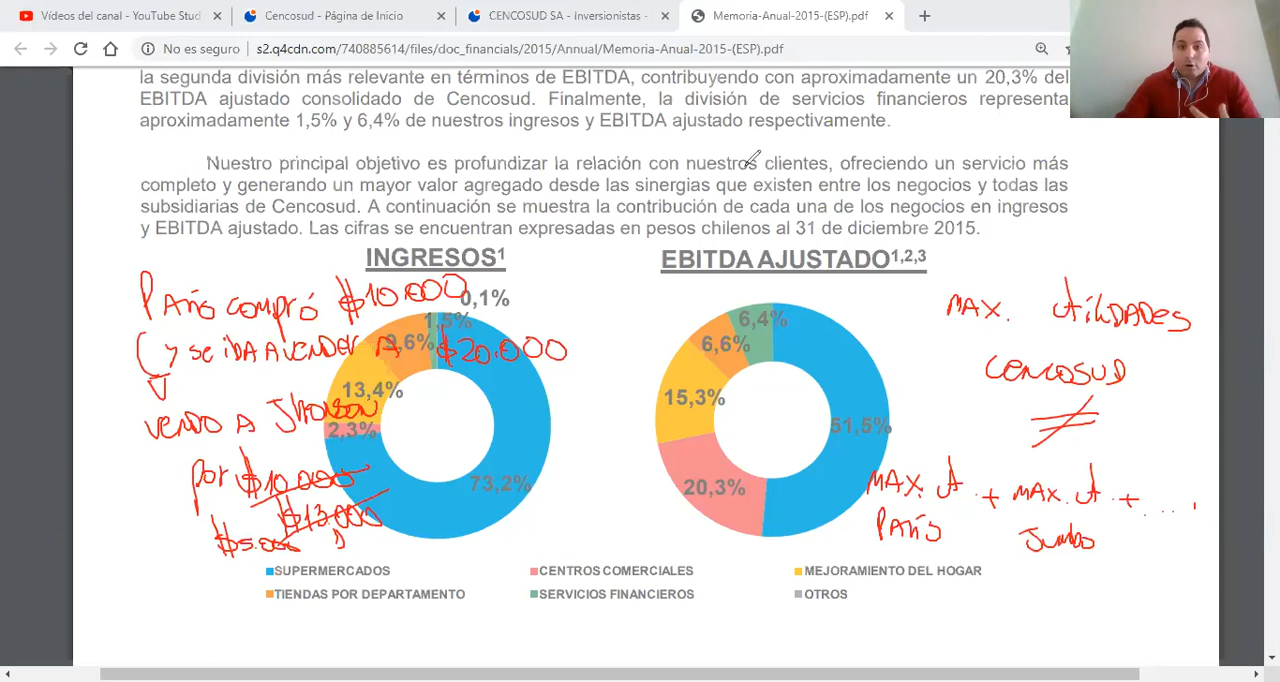 Vídeos del canal - YouTube Stud
Cencosud - Página de Inicio
CENCOSUD SA - Inversionistas -
Memoria-Anual-2015-(ESP).pdf
No es seguro
s2.q4cdn.com/740885614/files/doc_financials/2015/Annual/Memoria-Anual-2015-(ESP).pdf
la segunda división más relevante en términos de EBITDA, contribuyendo con aproximadamente un 20,3% del
EBITDA ajustado consolidado de Cencosud. Finalmente, la división de servicios financieros representa
aproximadamente 1,5% y 6,4% de nuestros ingresos y EBITDA ajustado respectivamente.
Nuestro principal objetivo es profundizar la relación con nuestros clientes, ofreciendo un servicio más
completo y generando un mayor valor agregado desde las sinergias que existen entre los negocios y todas las
subsidiarias de Cencosud. A continuación se muestra la contribución de cada una de los negocios en ingresos
y EBITDA ajustado. Las cifras se encuentran expresadas en pesos chilenos al 31 de diciembre 2015.
INGRESOS¹
0,1%
1,5%
9,6%
13,4%
2,3%
73,2%
EBITDA AJUSTADO¹,²,³
6,4%
6,6%
15,3%
20,3%
51,5%
PARÍS COMPRÓ $10.000
(y SE IBA A VENDER A $20.000
VENDO A JHONSON
POR $10.000
$13.000
$5.000
MAX. UTILIDADES
CENCOSUD
≠
MAX. U + MAX. U + ....
PARÍS JUMBO
SUPERMERCADOS
CENTROS COMERCIALES
MEJORAMIENTO DEL HOGAR
TIENDAS POR DEPARTAMENTO
SERVICIOS FINANCIEROS
OTROS